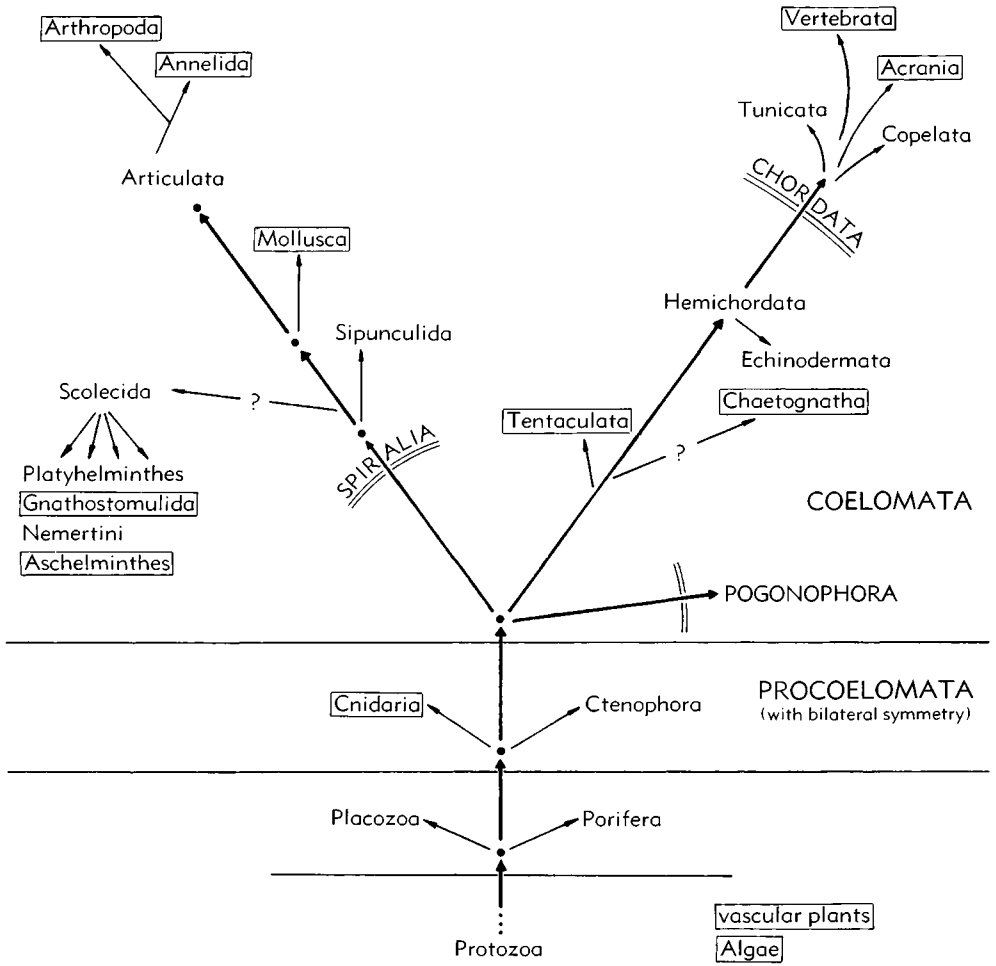 Vertebrata
Arthropoda
Annelida
Acrania
Tunicata
Copelata
Articulata
CHORDATA
Mollusca
Hemichordata
Sipunculida
Echinodermata
Scolecida
?
Chaetognatha
Tentaculata
SPIRALIA
?
Platyhelminthes
Gnathostomulida
Nemertini
Aschelminthes
COELOMATA
POGONOPHORA
Cnidaria
Ctenophora
PROCOELOMATA
(with bilateral symmetry)
Placozoa
Porifera
vascular plants
Algae
Protozoa